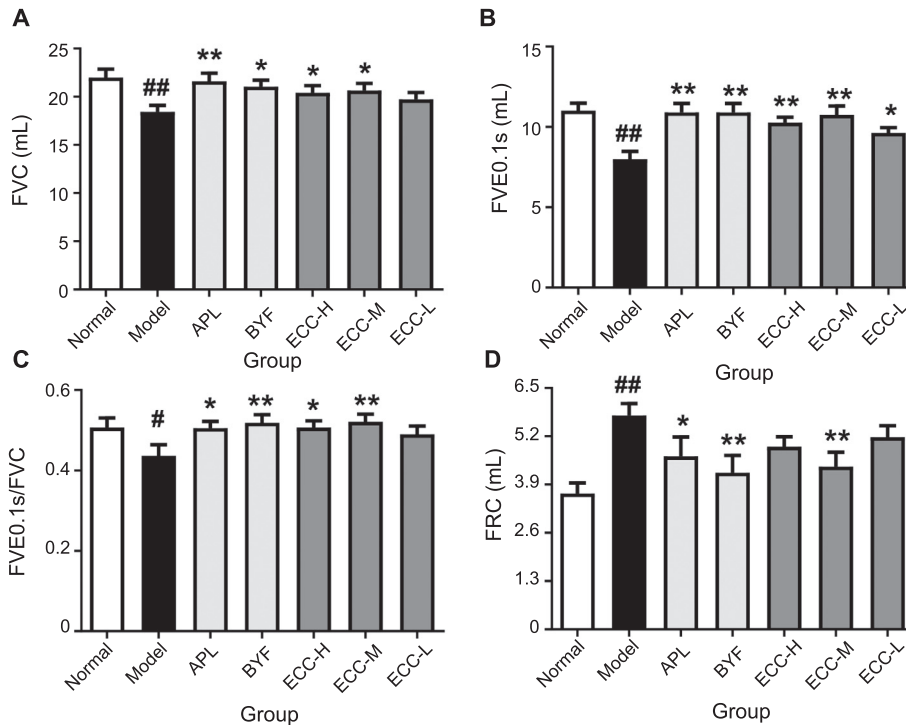 A
FVC (mL)
25
20
15
10
5
0
##
**
*
*
*
Normal
Model
APL
BYF
ECC-H
ECC-M
ECC-L
Group
B
FVE0.1s (mL)
15
10
5
0
##
**
**
**
**
*
Normal
Model
APL
BYF
ECC-H
ECC-M
ECC-L
Group
C
FVE0.1s/FVC
0.6
0.4
0.2
0
#
*
**
*
**
Normal
Model
APL
BYF
ECC-H
ECC-M
ECC-L
Group
D
FRC (mL)
6.5
5.2
3.9
2.6
1.3
0
##
*
**
**
Normal
Model
APL
BYF
ECC-H
ECC-M
ECC-L
Group